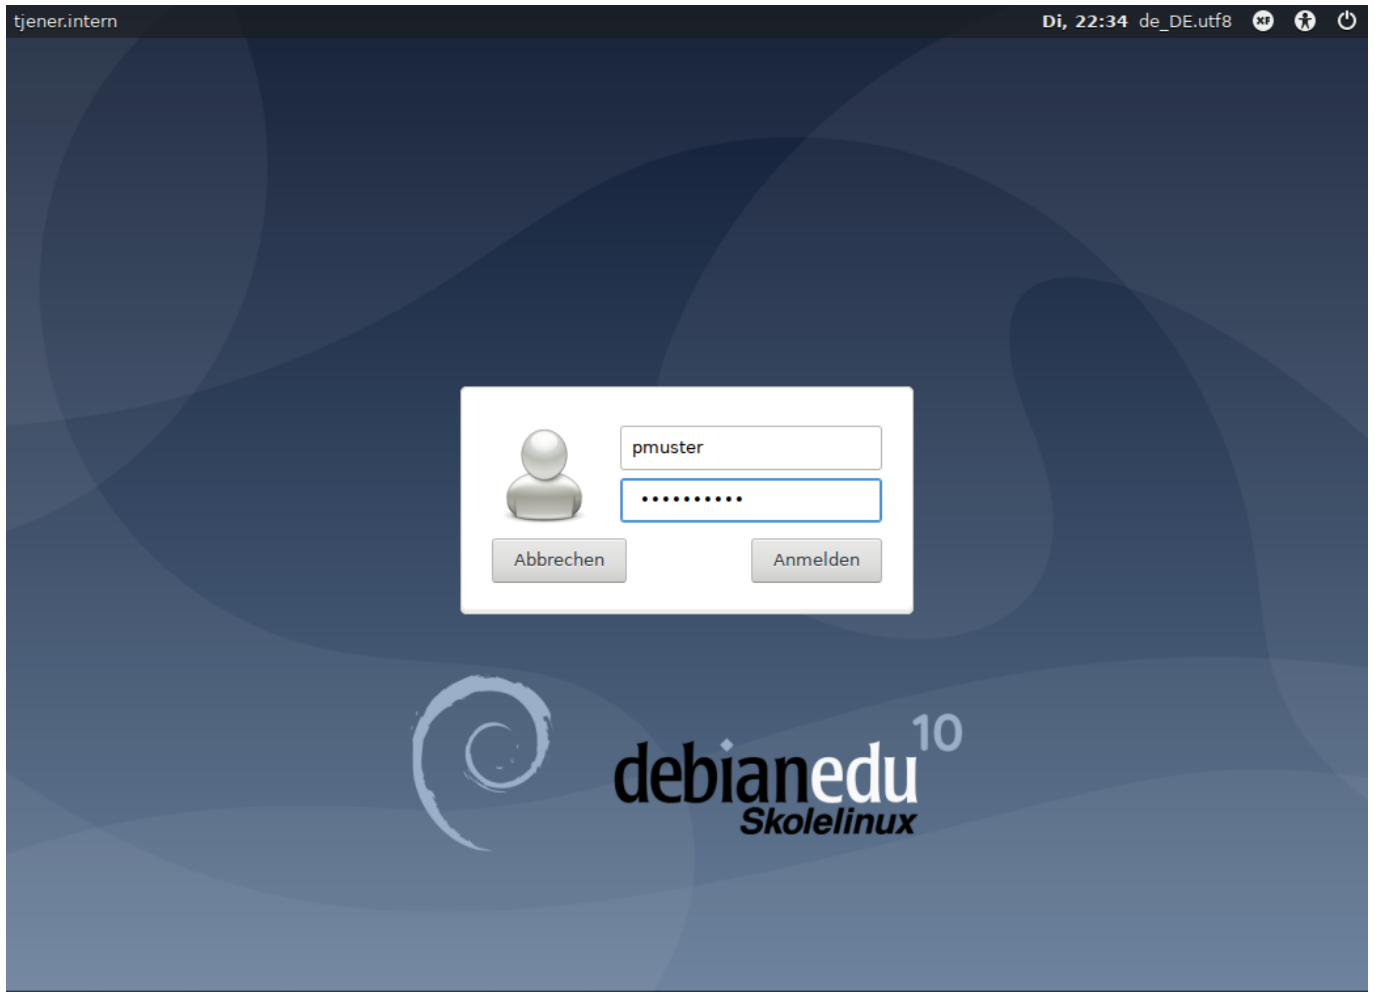 tjener.intern
Di, 22:34 de_DE.utf8
pmuster
••••••••••
Abbrechen
Anmelden
debianedu 10
Skolelinux